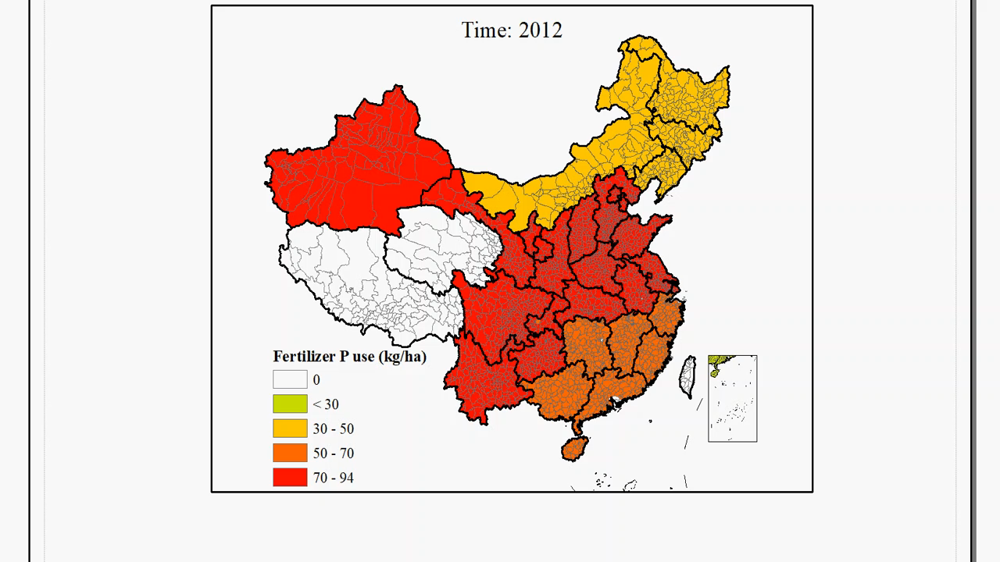 Time: 2012
Fertilizer P use (kg/ha)
0
< 30
30 - 50
50 - 70
70 - 94